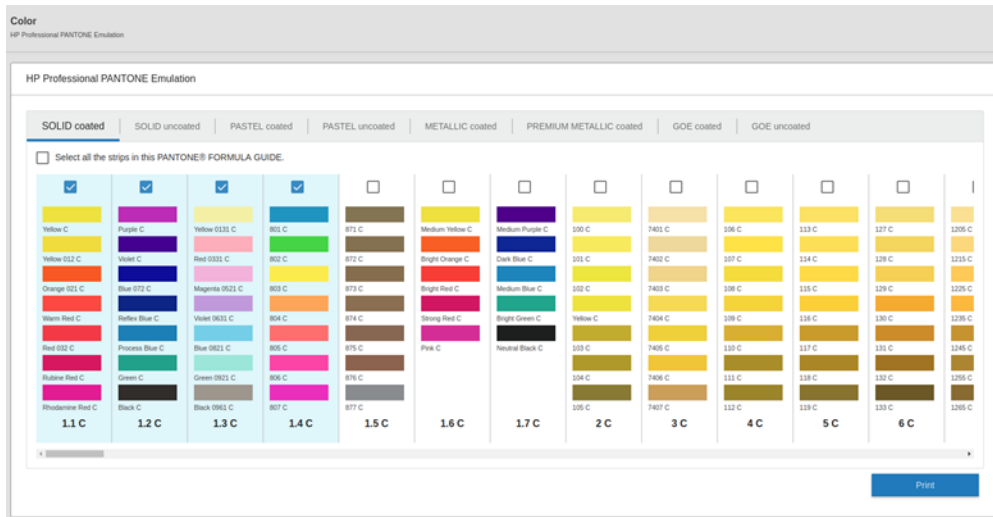 Color
HP Professional PANTONE Emulation
HP Professional PANTONE Emulation
SOLID coated SOLID uncoated PASTEL coated PASTEL uncoated METALLIC coated PREMIUM METALLIC coated GOE coated GOE uncoated
Select all the strips in this PANTONE® FORMULA GUIDE.
Yellow C Purple C Yellow 0131 C 801 C 871 C Medium Yellow C Medium Purple C 100 C 7401 C 106 C 113 C 127 C 1205 C
Yellow 012 C Violet C Red 0331 C 802 C 872 C Bright Orange C Dark Blue C 101 C 7402 C 107 C 114 C 128 C 1215 C
Orange 021 C Blue 072 C Magenta 0521 C 803 C 873 C Bright Red C Medium Blue C 102 C 7403 C 108 C 115 C 129 C 1225 C
Warm Red C Reflex Blue C Violet 0631 C 804 C 874 C Strong Red C Bright Green C Yellow C 7404 C 109 C 116 C 130 C 1235 C
Red 032 C Process Blue C Blue 0821 C 805 C 875 C Pink C Neutral Black C 103 C 7405 C 110 C 117 C 131 C 1245 C
Rubine Red C Green C Green 0921 C 806 C 876 C 104 C 7406 C 111 C 118 C 132 C 1255 C
Rhodamine Red C Black C Black 0961 C 807 C 877 C 105 C 7407 C 112 C 119 C 133 C 1265 C
1.1 C 1.2 C 1.3 C 1.4 C 1.5 C 1.6 C 1.7 C 2 C 3 C 4 C 5 C 6 C
Print